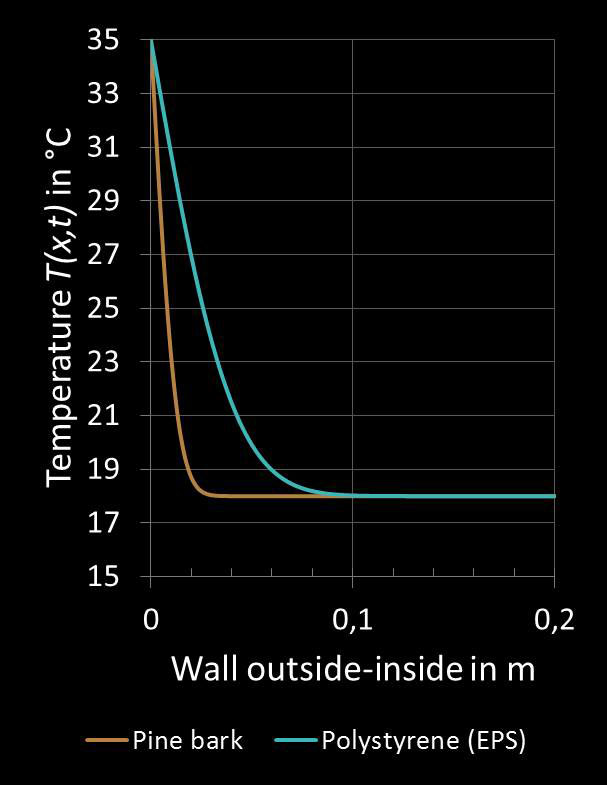 35
33
31
29
27
25
23
21
19
17
15
Temperature T(x,t) in °C
0 0,1 0,2
Wall outside-inside in m
Pine bark Polystyrene (EPS)